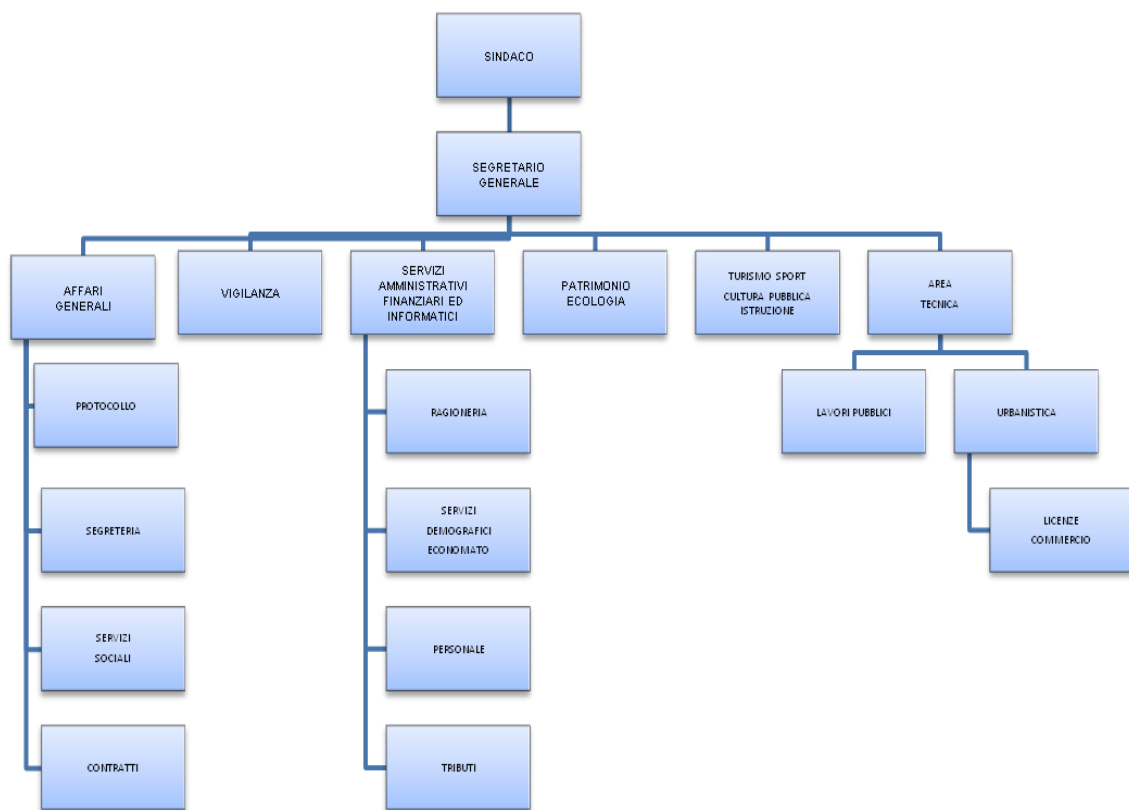 SINDACO
SEGRETARIO
GENERALE
AFFARI
GENERALI
VIGILANZA
SERVIZI
AMMINISTRATIVI
FINANZIARI ED
INFORMATICI
PATRIMONIO
ECOLOGIA
TURISMO SPORT
CULTURA PUBBLICA
ISTRUZIONE
AREA
TECNICA
PROTOCOLLO
RAGIONERIA
LAVORI PUBBLICI
URBANISTICA
SEGRETERIA
SERVIZI
DEMOGRAFICI
ECONOMATO
LICENZE
COMMERCIO
SERVIZI
SOCIALI
PERSONALE
CONTRATTI
TRIBUTI